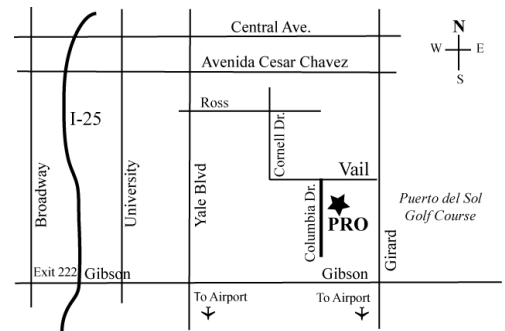 Central Ave.
N
W
E
S
Avenida Cesar Chavez
Ross
I-25
Cornell Dr.
Vail
Broadway
University
Yale Blvd
Columbia Dr.
PRO
Girard
Puerto del Sol
Golf Course
Exit 222
Gibson
Gibson
To Airport
To Airport